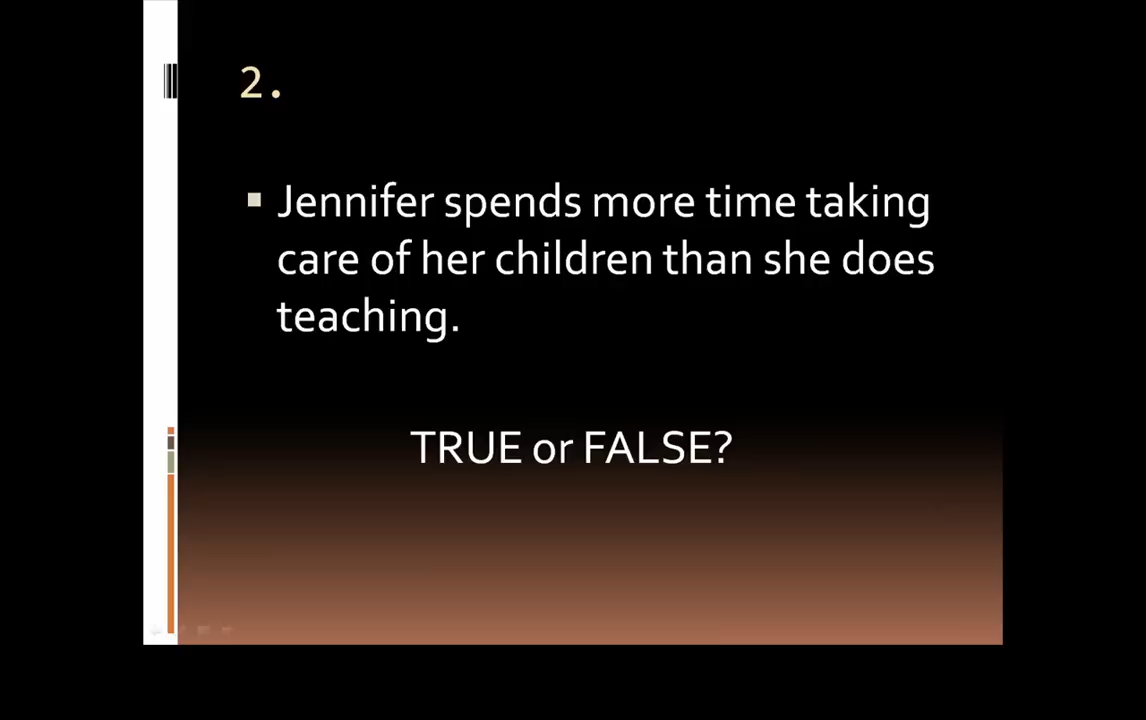 2.
Jennifer spends more time taking
care of her children than she does
teaching.
TRUE or FALSE?